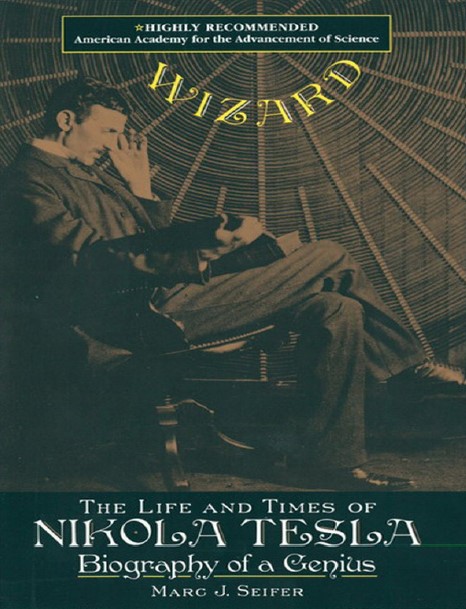 ☆HIGHLY RECOMMENDED
American Academy for the Advancement of Science
WIZARD
THE LIFE AND TIMES OF
NIKOLA TESLA
Biography of a Genius
MARC J. SEIFER